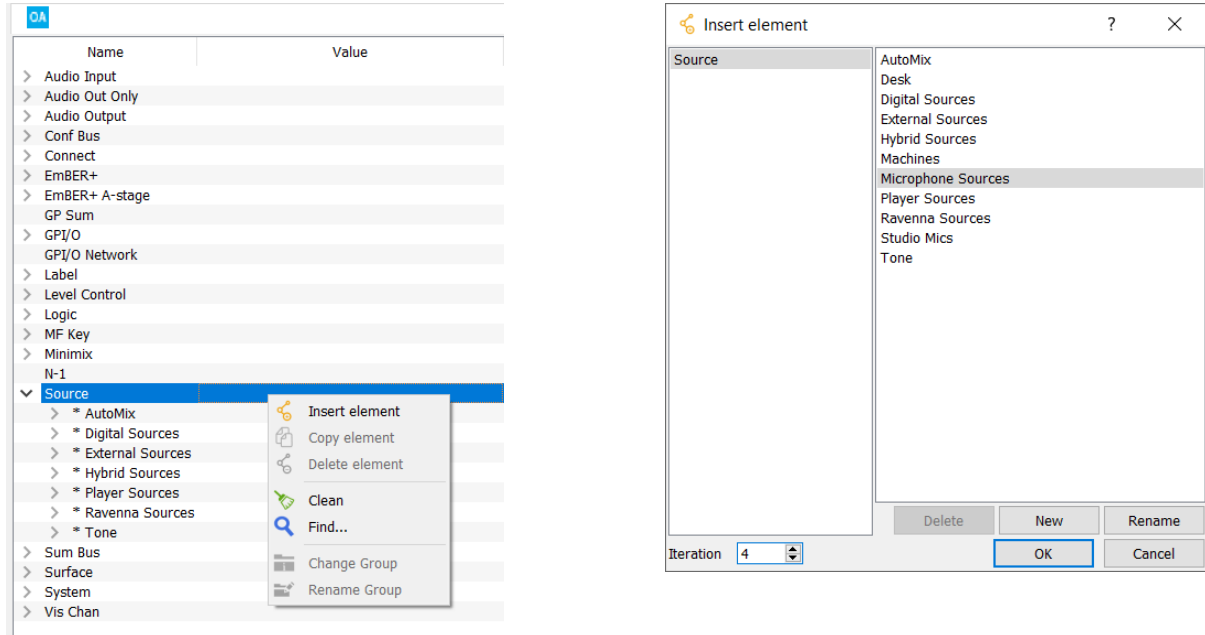 OA
Name Value
Audio Input
Audio Out Only
Audio Output
Conf Bus
Connect
EmBER+
EmBER+ A-stage
GP Sum
GPI/O
GPI/O Network
Label
Level Control
Logic
MF Key
Minimix
N-1
Source
* AutoMix
* Digital Sources
* External Sources
* Hybrid Sources
* Player Sources
* Ravenna Sources
* Tone
Sum Bus
Surface
System
Vis Chan
Insert element
Copy element
Delete element
Clean
Find...
Change Group
Rename Group
Insert element ?
Source
AutoMix
Desk
Digital Sources
External Sources
Hybrid Sources
Machines
Microphone Sources
Player Sources
Ravenna Sources
Studio Mics
Tone
Delete New Rename
Iteration 4 OK Cancel